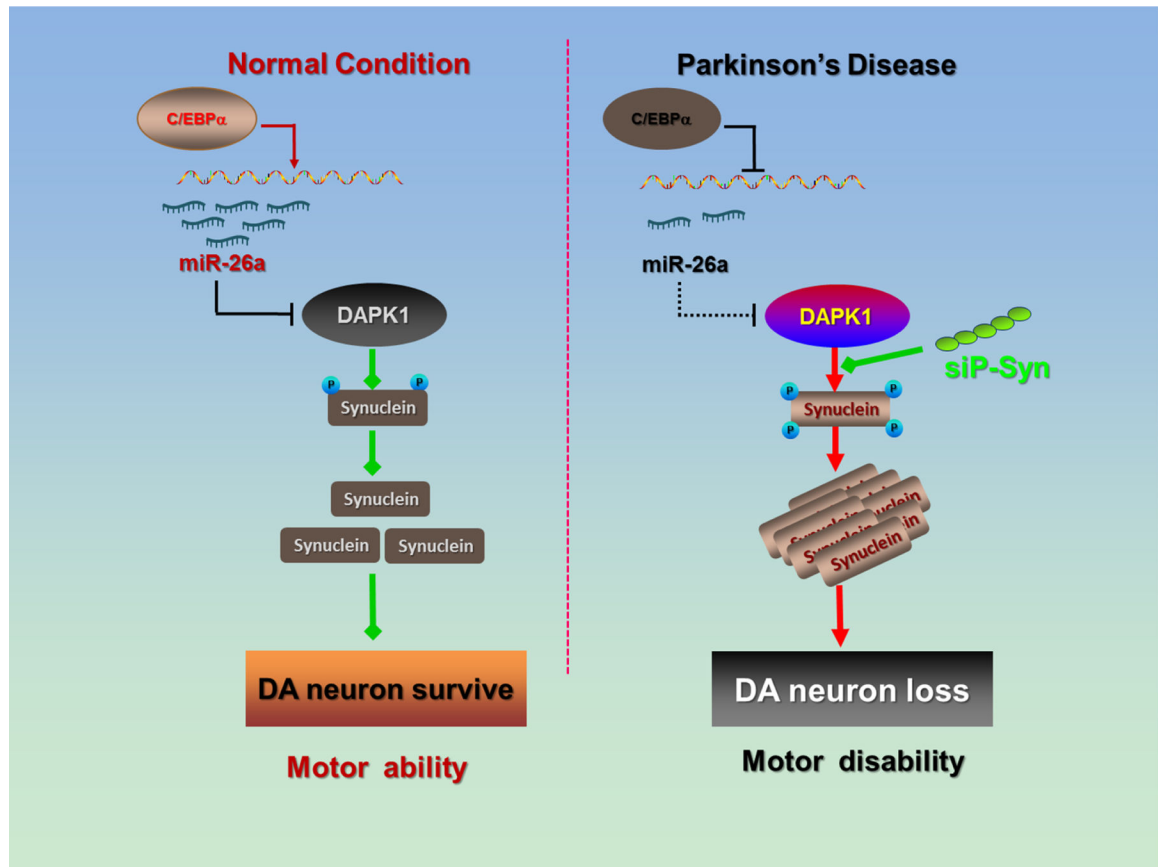 Normal Condition
C/EBPα
miR-26a
DAPK1
P
P
Synuclein
Synuclein
Synuclein
Synuclein
DA neuron survive
Motor ability
Parkinson's Disease
C/EBPα
miR-26a
DAPK1
siP-Syn
P
P
Synuclein
P
P
Synuclein
DA neuron loss
Motor disability